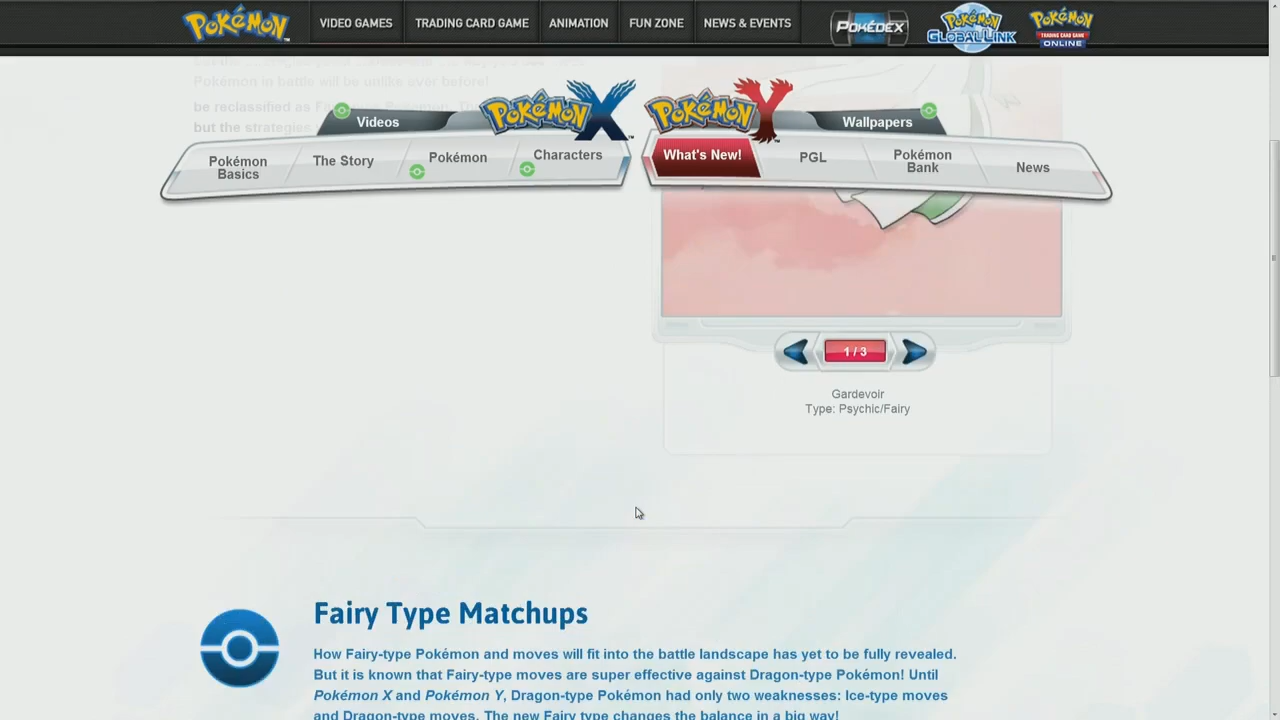 Pokémon
VIDEO GAMES
TRADING CARD GAME
ANIMATION
FUN ZONE
NEWS & EVENTS
POKÉDEX
Pokémon
GLOBAL LINK
Pokémon
TRADING CARD GAME
ONLINE
Pokémon in battle will be unlike ever before!
but the strategies
Videos
Pokémon X
Pokémon Y
Wallpapers
Pokémon
Basics
The Story
Pokémon
Characters
What's New!
PGL
Pokémon
Bank
News
1 / 3
Gardevoir
Type: Psychic/Fairy
Fairy Type Matchups
How Fairy-type Pokémon and moves will fit into the battle landscape has yet to be fully revealed.
But it is known that Fairy-type moves are super effective against Dragon-type Pokémon! Until
Pokémon X and Pokémon Y, Dragon-type Pokémon had only two weaknesses: Ice-type moves
and Dragon-type moves. The new Fairy type changes the balance in a big way!